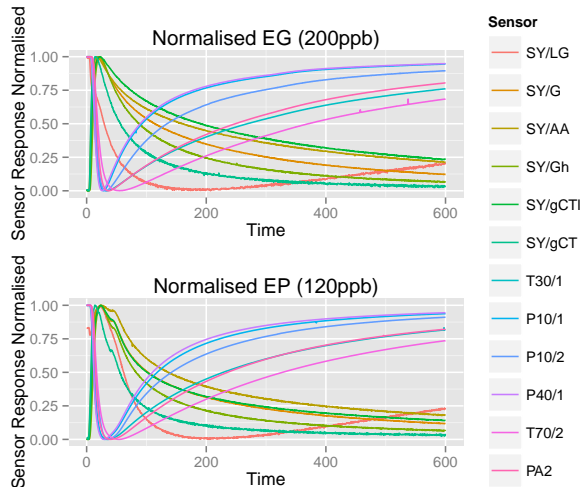 Normalised EG (200ppb)
Sensor Response Normalised
1.00
0.75
0.50
0.25
0.00
0
200
400
600
Time
Normalised EP (120ppb)
Sensor Response Normalised
1.00
0.75
0.50
0.25
0.00
0
200
400
600
Time
Sensor
SY/LG
SY/G
SY/AA
SY/Gh
SY/gCTl
SY/gCT
T30/1
P10/1
P10/2
P40/1
T70/2
PA2